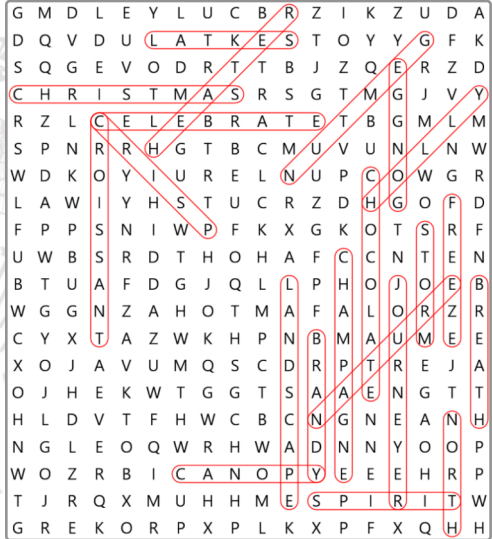 G M D L E Y L U C B R Z I K Z U D A
D Q V D U L A T K E S T O Y Y G F K
S Q G E V O D R T T B J Z Q E R Z D
C H R I S T M A S R S G T M G J V Y
R Z L C E L E B R A T E T B G M L M
S P N R R H G T B C M U V U N L N W
W D K O Y I U R E L N U P C O W G R
L A W I Y H S T U C R Z D H G O F D
F P P S N I W P F K X G K O T S R F
U W B S R D T H O H A F C C N T E N
B T U A F D G J Q L L P H O J O E B
W G G N Z A H O T M A F A L O R Z R
C Y X T A Z W K H P N B M A U M E E
X O J A V U M Q S C D R P T R E J A
O J H E K W T G G T S A A E N G T T
H L D V T F H W C B C N G N E A N H
N G L E O Q W R H W A D N N Y O O P
W O Z R B I C A N O P Y E E E H R P
T J R Q X M U H H M E S P I R I T W
G R E K O R P X P L K X P F X Q H H